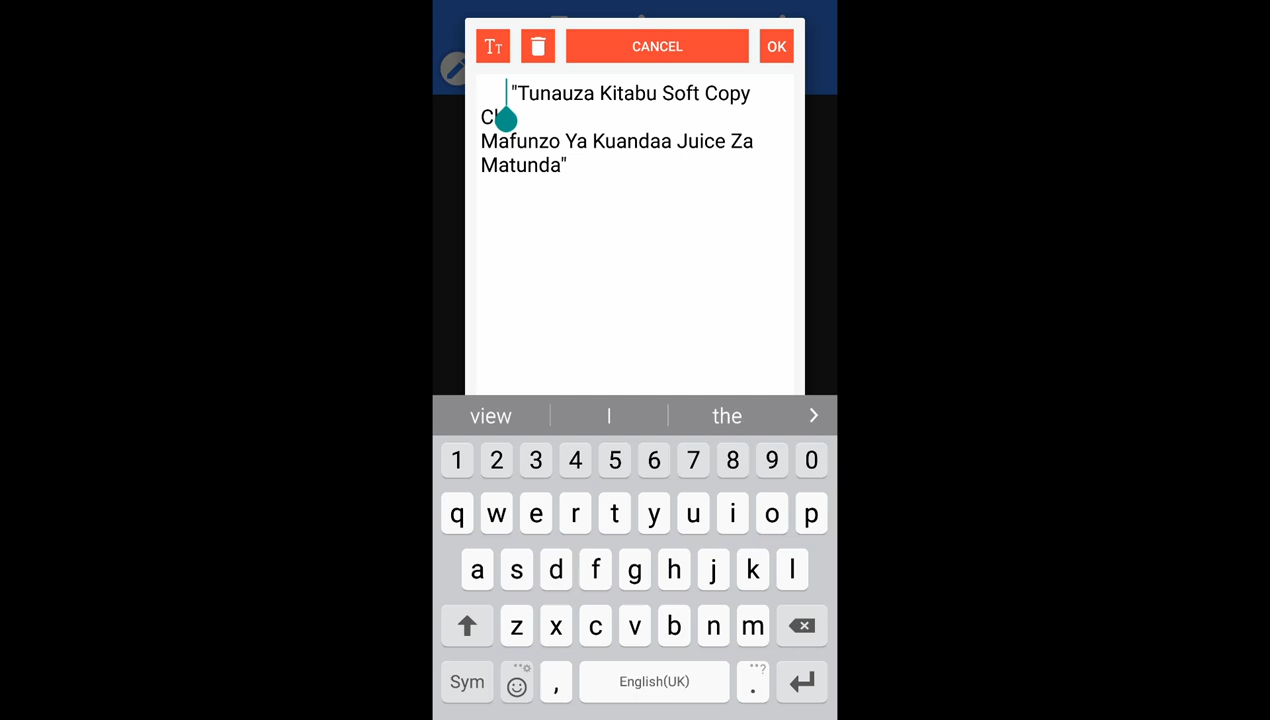 TT
CANCEL
OK
"Tunauza Kitabu Soft Copy
Mafunzo Ya Kuandaa Juice Za
Matunda"
view
I
the
1 2 3 4 5 6 7 8 9 0
q w e r t y u i o p
a s d f g h j k l
z x c v b n m
Sym
,
English(UK)
.